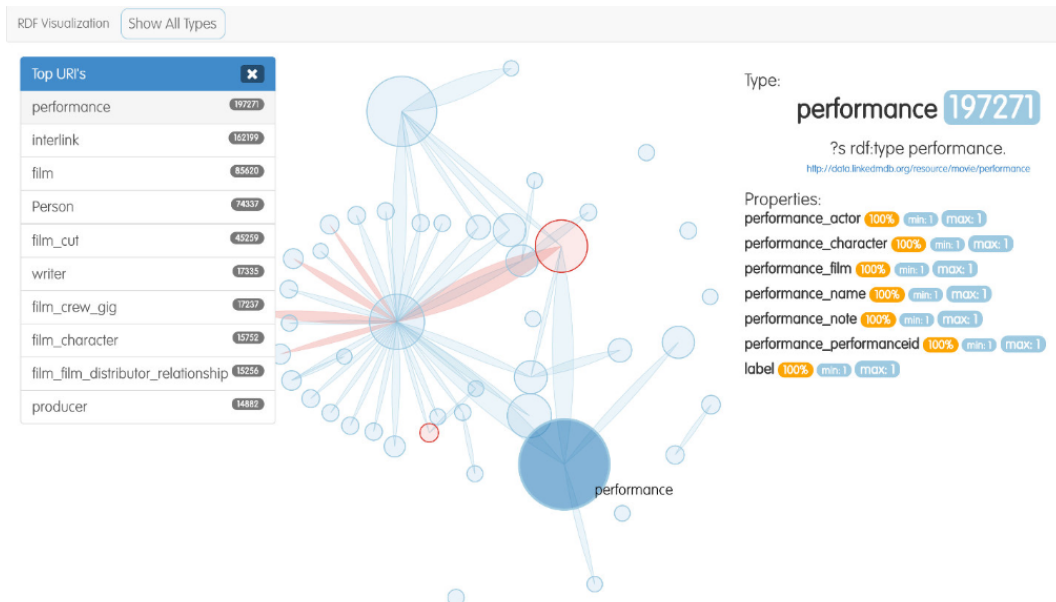 RDF Visualization Show All Types
Top URI's
performance 197271
interlink 162199
film 85620
Person 74337
film_cut 45259
writer 17335
film_crew_gig 17237
film_character 15752
film_film_distributor_relationship 15256
producer 14882
performance
Type:
performance 197271
?s rdf:type performance.
http://data.linkedmdb.org/resource/movie/performance
Properties:
performance_actor 100% min: 1 max: 1
performance_character 100% min: 1 max: 1
performance_film 100% min: 1 max: 1
performance_name 100% min: 1 max: 1
performance_note 100% min: 1 max: 1
performance_performanceid 100% min: 1 max: 1
label 100% min: 1 max: 1